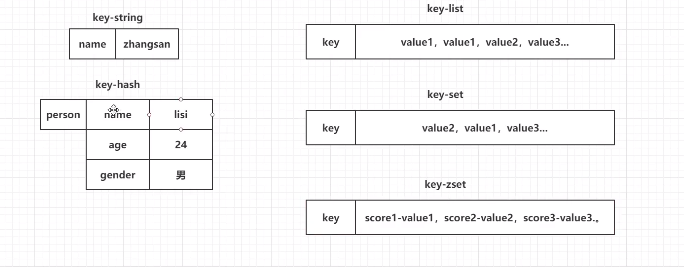 key-string
name zhangsan
key-hash
person name lisi
age 24
gender 男
key-list
key value1，value1，value2，value3...
key-set
key value2，value1，value3...
key-zset
key score1-value1，score2-value2，score3-value3.。